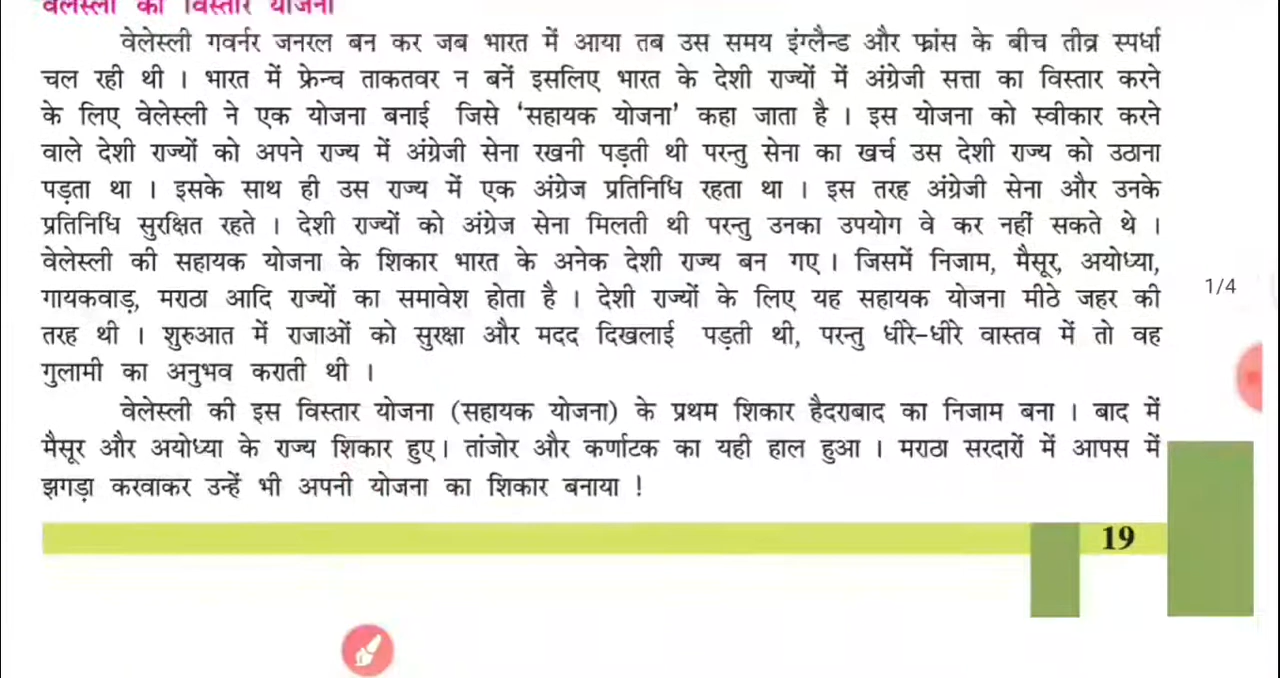 वेलेस्ली की विस्तार योजना
वेलेस्ली गवर्नर जनरल बन कर जब भारत में आया तब उस समय इंग्लैन्ड और फ्रांस के बीच तीव्र स्पर्धा
चल रही थी । भारत में फ्रेन्च ताकतवर न बनें इसलिए भारत के देशी राज्यों में अंग्रेजी सत्ता का विस्तार करने
के लिए वेलेस्ली ने एक योजना बनाई जिसे ‘सहायक योजना’ कहा जाता है । इस योजना को स्वीकार करने
वाले देशी राज्यों को अपने राज्य में अंग्रेजी सेना रखनी पड़ती थी परन्तु सेना का खर्च उस देशी राज्य को उठाना
पड़ता था । इसके साथ ही उस राज्य में एक अंग्रेज प्रतिनिधि रहता था । इस तरह अंग्रेजी सेना और उनके
प्रतिनिधि सुरक्षित रहते । देशी राज्यों को अंग्रेज सेना मिलती थी परन्तु उनका उपयोग वे कर नहीं सकते थे ।
वेलेस्ली की सहायक योजना के शिकार भारत के अनेक देशी राज्य बन गए । जिसमें निजाम, मैसूर, अयोध्या,
गायकवाड़, मराठा आदि राज्यों का समावेश होता है । देशी राज्यों के लिए यह सहायक योजना मीठे जहर की
तरह थी । शुरुआत में राजाओं को सुरक्षा और मदद दिखलाई पड़ती थी, परन्तु धीरे-धीरे वास्तव में तो वह
गुलामी का अनुभव कराती थी ।
वेलेस्ली की इस विस्तार योजना (सहायक योजना) के प्रथम शिकार हैदराबाद का निजाम बना । बाद में
मैसूर और अयोध्या के राज्य शिकार हुए । तांजोर और कर्णाटक का यही हाल हुआ । मराठा सरदारों में आपस में
झगड़ा करवाकर उन्हें भी अपनी योजना का शिकार बनाया !
1/4
19